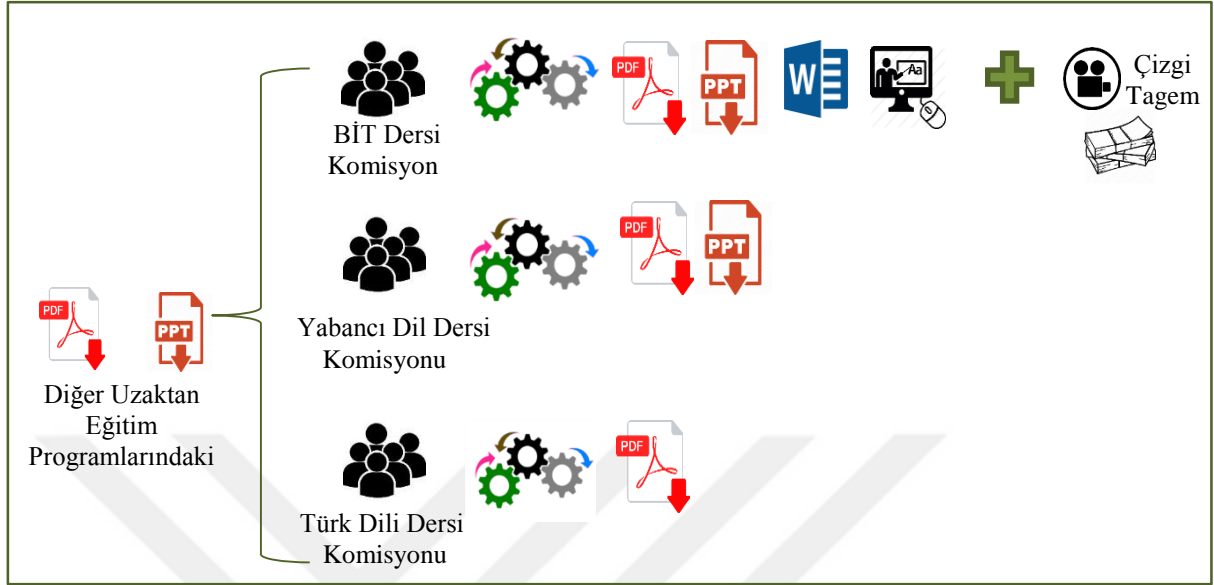 PDF
PPT
W
Aa
Çizgi
Tagem
BİT Dersi
Komisyon
PDF
PPT
Yabancı Dil Dersi
Komisyonu
PDF
PPT
Diğer Uzaktan
Eğitim
Programlarındaki
PDF
Türk Dili Dersi
Komisyonu